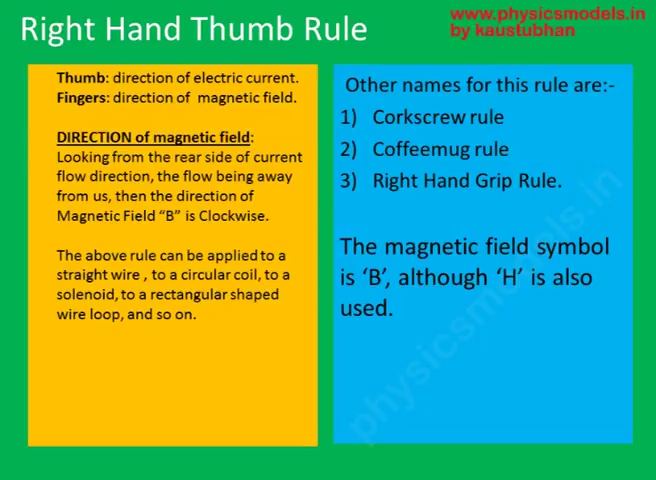 Right Hand Thumb Rule
www.physicsmodels.in
by kaustubhan
Thumb: direction of electric current.
Fingers: direction of  magnetic field.
DIRECTION of magnetic field:
Looking from the rear side of current
flow direction, the flow being away
from us, then the direction of
Magnetic Field “B” is Clockwise.
The above rule can be applied to a
straight wire , to a circular coil, to a
solenoid, to a rectangular shaped
wire loop, and so on.
Other names for this rule are:-
1) Corkscrew rule
2) Coffeemug rule
3) Right Hand Grip Rule.
The magnetic field symbol
is ‘B’, although ‘H’ is also
used.
physicsmodels.in